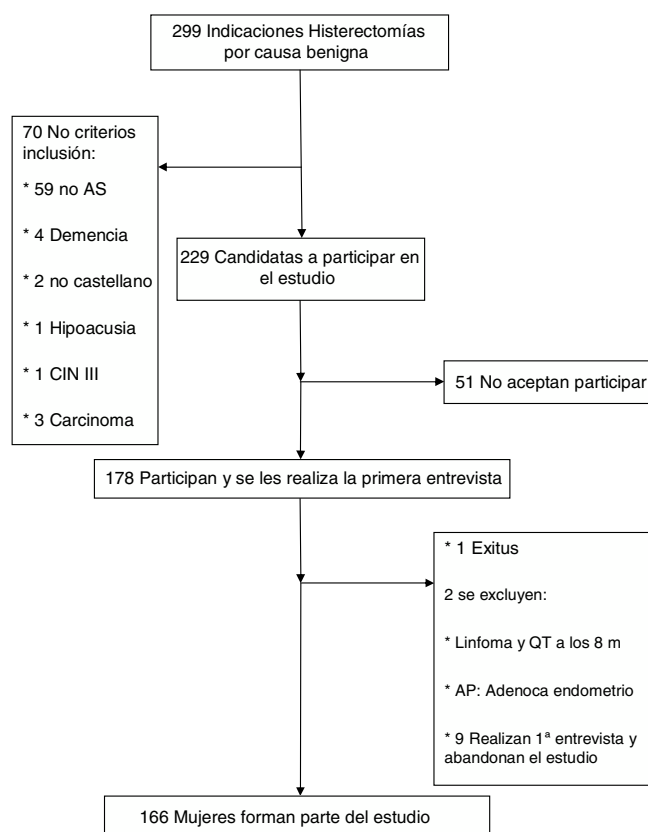 299 Indicaciones Histerectomías
por causa benigna
70 No criterios
inclusión:
* 59 no AS
* 4 Demencia
* 2 no castellano
* 1 Hipoacusia
* 1 CIN III
* 3 Carcinoma
229 Candidatas a participar en
el estudio
51 No aceptan participar
178 Participan y se les realiza la primera entrevista
* 1 Exitus
2 se excluyen:
* Linfoma y QT a los 8 m
* AP: Adenoca endometrio
* 9 Realizan 1ª entrevista y
abandonan el estudio
166 Mujeres forman parte del estudio